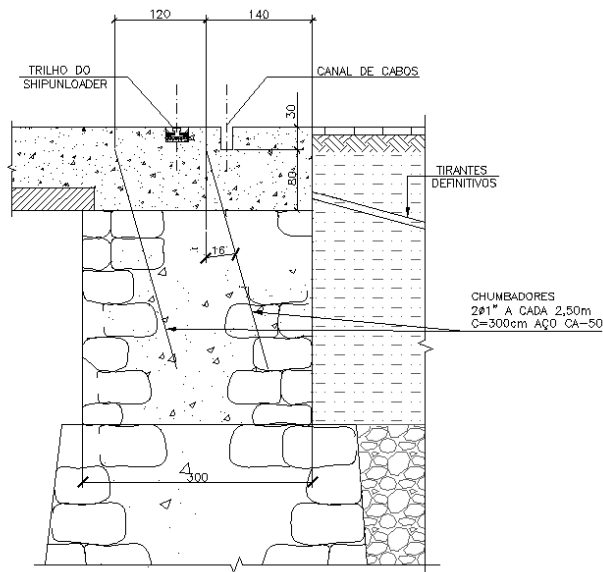 120
140
TRILHO DO
SHIPUNLOADER
CANAL DE CABOS
30
80
TIRANTES
DEFINITIVOS
16°
CHUMBADORES
2ø1" A CADA 2,50m
C=300cm AÇO CA-50
300